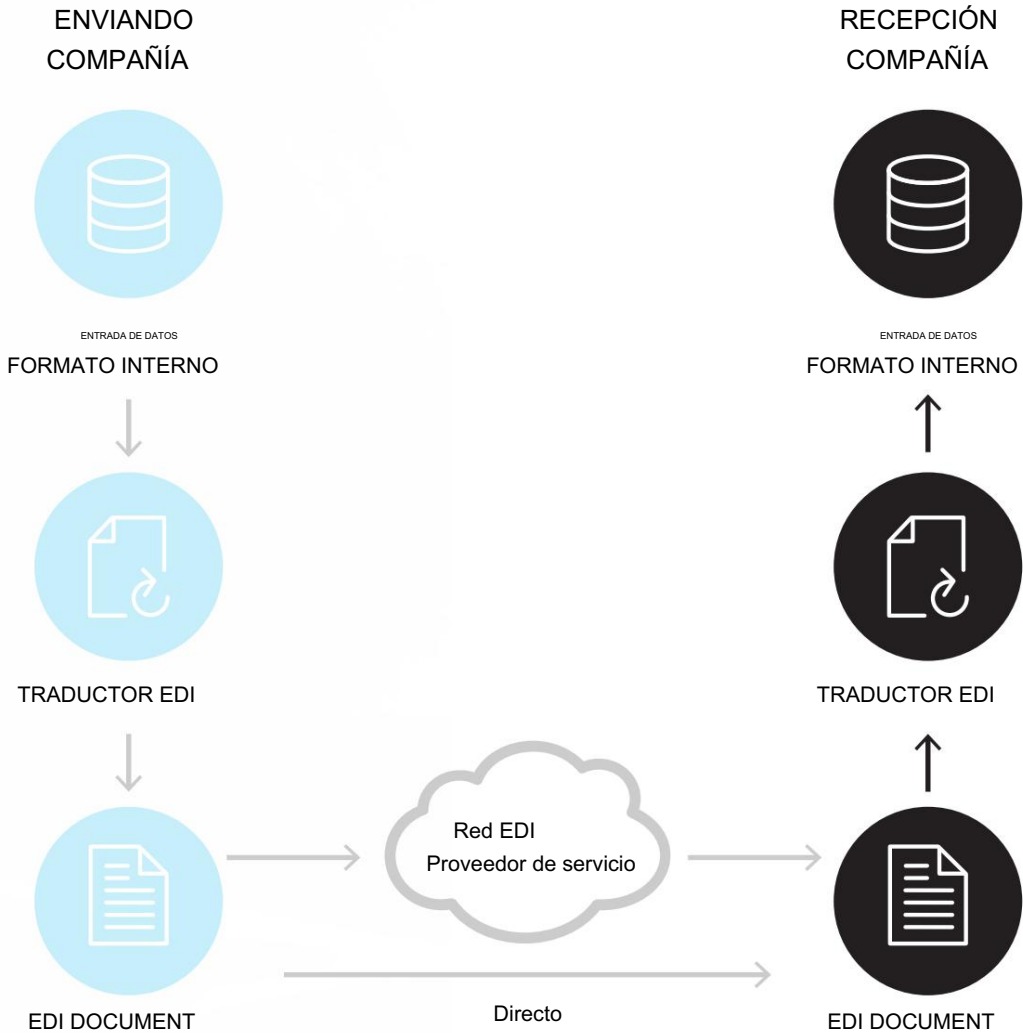 ENVIANDO
COMPAÑÍA
RECEPCIÓN
COMPAÑÍA
ENTRADA DE DATOS
FORMATO INTERNO
ENTRADA DE DATOS
FORMATO INTERNO
TRADUCTOR EDI
TRADUCTOR EDI
Red EDI
Proveedor de servicio
Directo
EDI DOCUMENT
EDI DOCUMENT